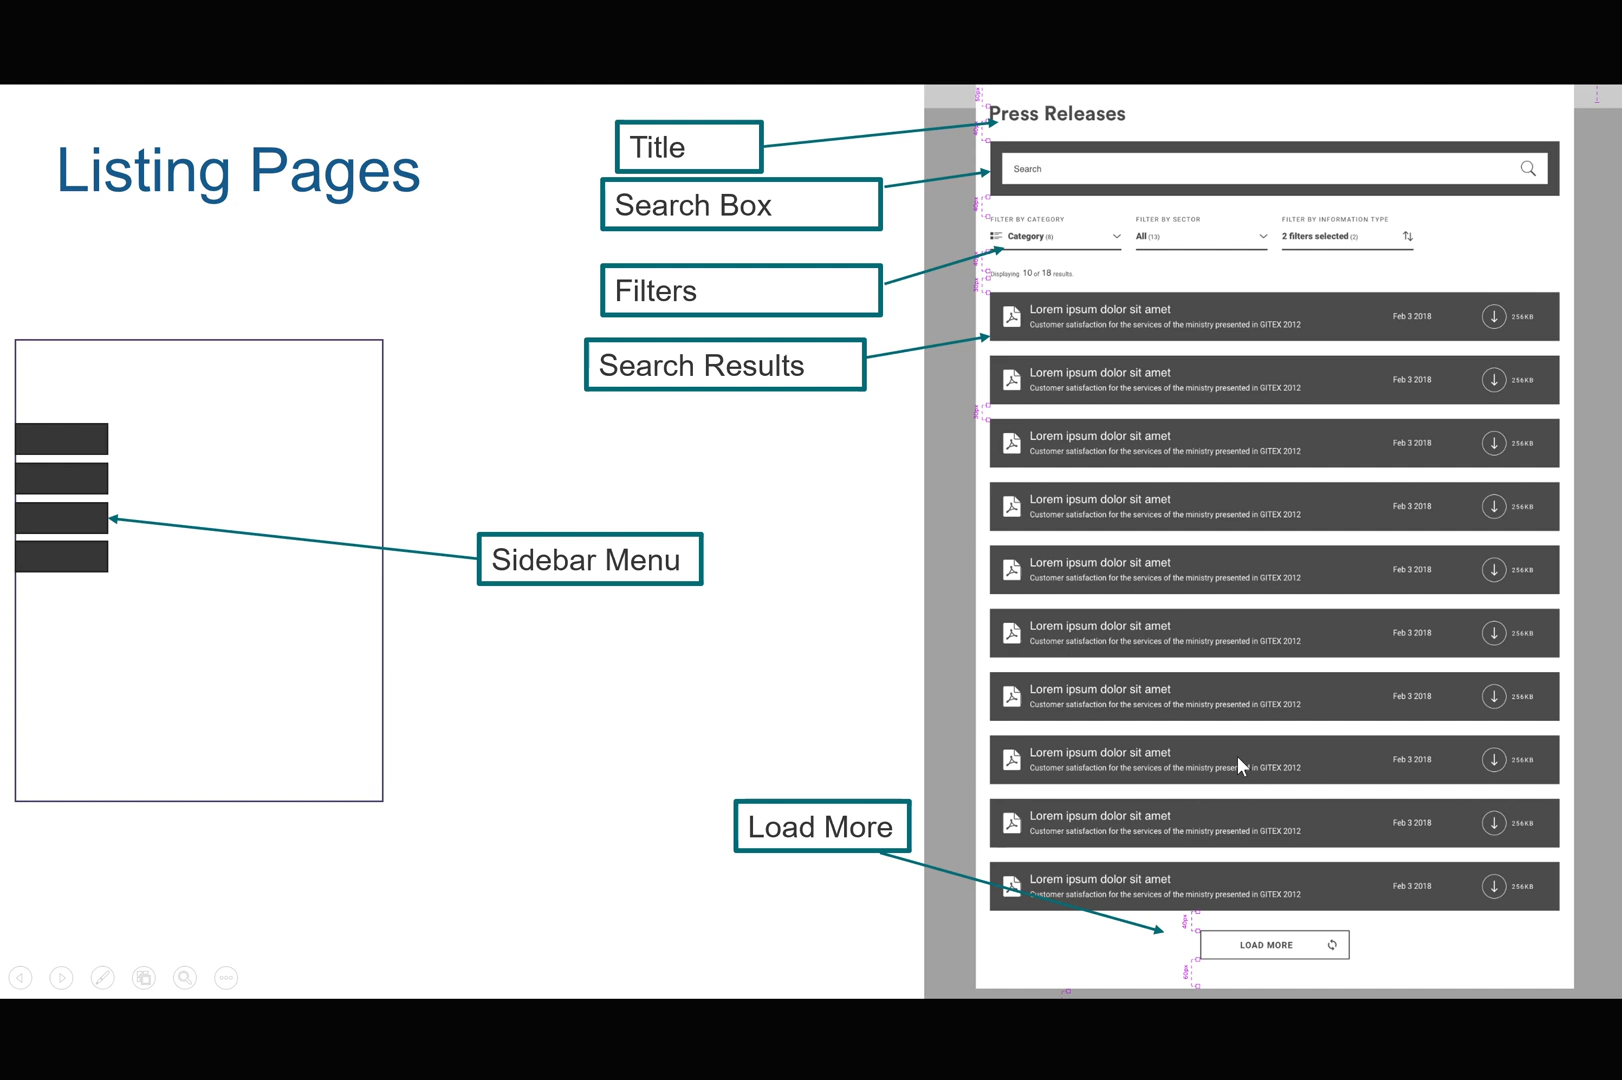 Listing Pages
Title
Search Box
Filters
Search Results
Sidebar Menu
Load More
Press Releases
Search
FILTER BY CATEGORY
Category (8)
FILTER BY SECTOR
All (13)
FILTER BY INFORMATION TYPE
2 filters selected (2)
Displaying 10 of 18 results.
Lorem ipsum dolor sit amet
Customer satisfaction for the services of the ministry presented in GITEX 2012
Feb 3 2018
256KB
Lorem ipsum dolor sit amet
Customer satisfaction for the services of the ministry presented in GITEX 2012
Feb 3 2018
256KB
Lorem ipsum dolor sit amet
Customer satisfaction for the services of the ministry presented in GITEX 2012
Feb 3 2018
256KB
Lorem ipsum dolor sit amet
Customer satisfaction for the services of the ministry presented in GITEX 2012
Feb 3 2018
256KB
Lorem ipsum dolor sit amet
Customer satisfaction for the services of the ministry presented in GITEX 2012
Feb 3 2018
256KB
Lorem ipsum dolor sit amet
Customer satisfaction for the services of the ministry presented in GITEX 2012
Feb 3 2018
256KB
Lorem ipsum dolor sit amet
Customer satisfaction for the services of the ministry presented in GITEX 2012
Feb 3 2018
256KB
Lorem ipsum dolor sit amet
Customer satisfaction for the services of the ministry presented in GITEX 2012
Feb 3 2018
256KB
Lorem ipsum dolor sit amet
Customer satisfaction for the services of the ministry presented in GITEX 2012
Feb 3 2018
256KB
Lorem ipsum dolor sit amet
Customer satisfaction for the services of the ministry presented in GITEX 2012
Feb 3 2018
256KB
40px
LOAD MORE
60px